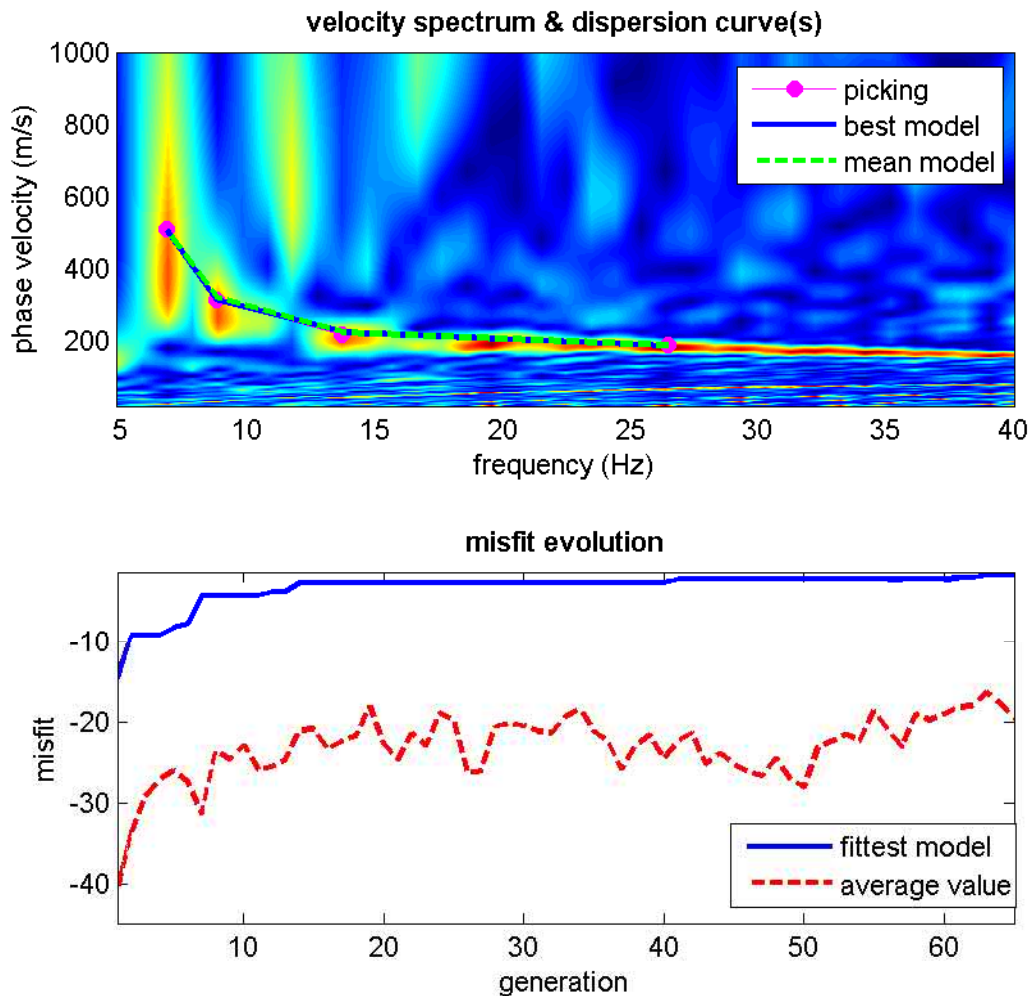 velocity spectrum & dispersion curve(s)
1000
800
600
400
200
phase velocity (m/s)
picking
best model
mean model
5 10 15 20 25 30 35 40
frequency (Hz)
misfit evolution
-10
-20
-30
-40
misfit
fittest model
average value
10 20 30 40 50 60
generation